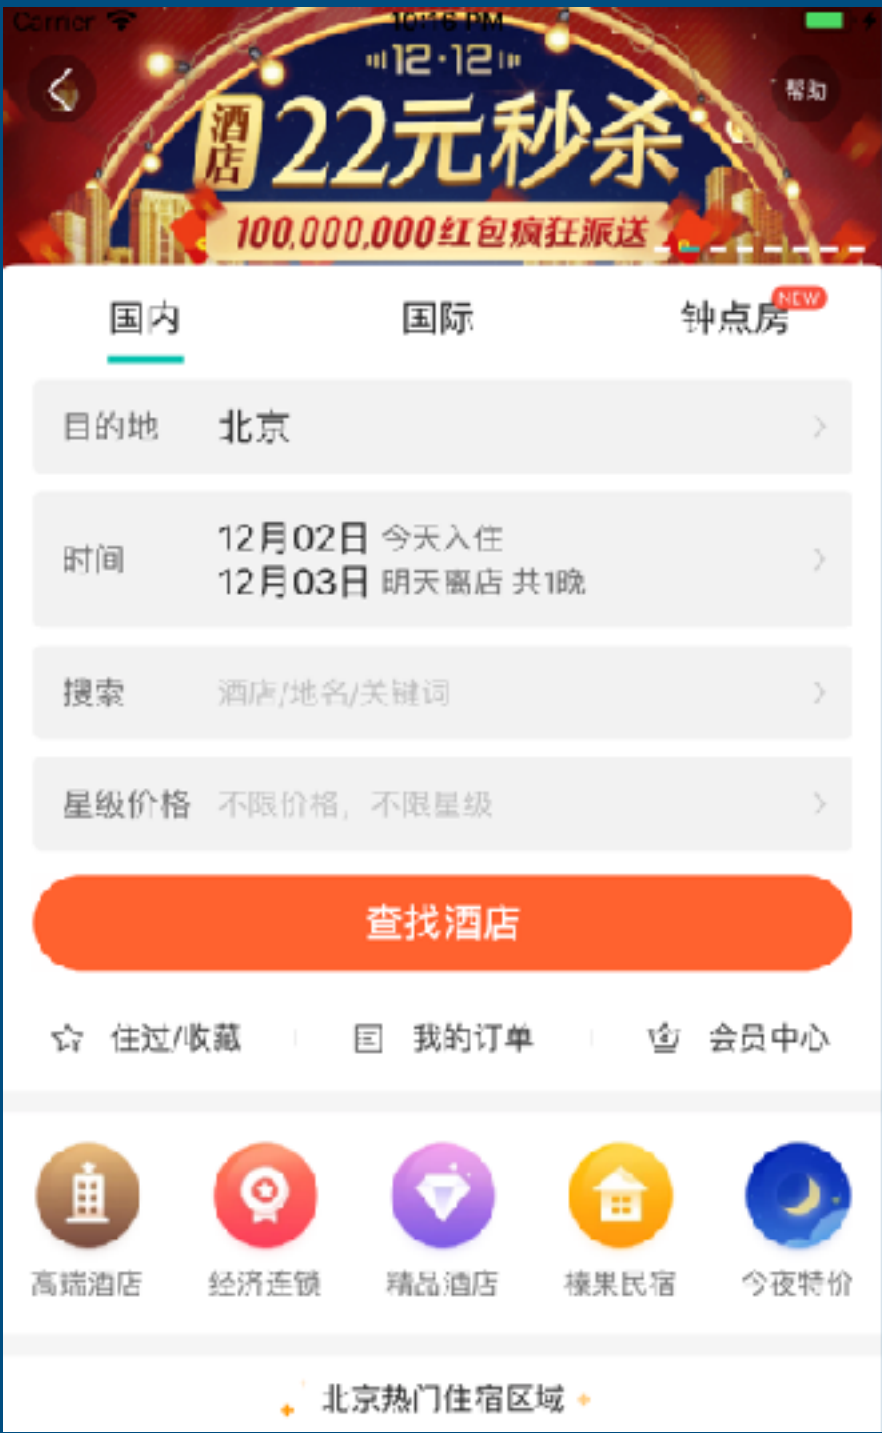 Carrier
10:16 PM
12·12
帮助
酒店
22元秒杀
100,000,000红包疯狂派送
国内
国际
钟点房
NEW
目的地
北京
时间
12月02日 今天入住
12月03日 明天离店 共1晚
搜索
酒店/地名/关键词
星级价格
不限价格，不限星级
查找酒店
住过/收藏
我的订单
会员中心
高端酒店
经济连锁
精品酒店
榛果民宿
今夜特价
北京热门住宿区域